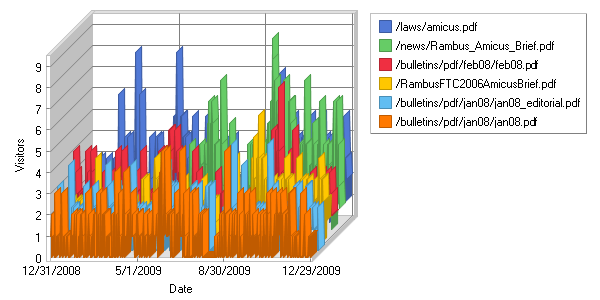 /laws/amicus.pdf
/news/Rambus_Amicus_Brief.pdf
/bulletins/pdf/feb08/feb08.pdf
/RambusFTC2006AmicusBrief.pdf
/bulletins/pdf/jan08/jan08_editorial.pdf
/bulletins/pdf/jan08/jan08.pdf
9
8
7
6
5
4
3
2
1
0
Visitors
12/31/2008 5/1/2009 8/30/2009 12/29/2009
Date